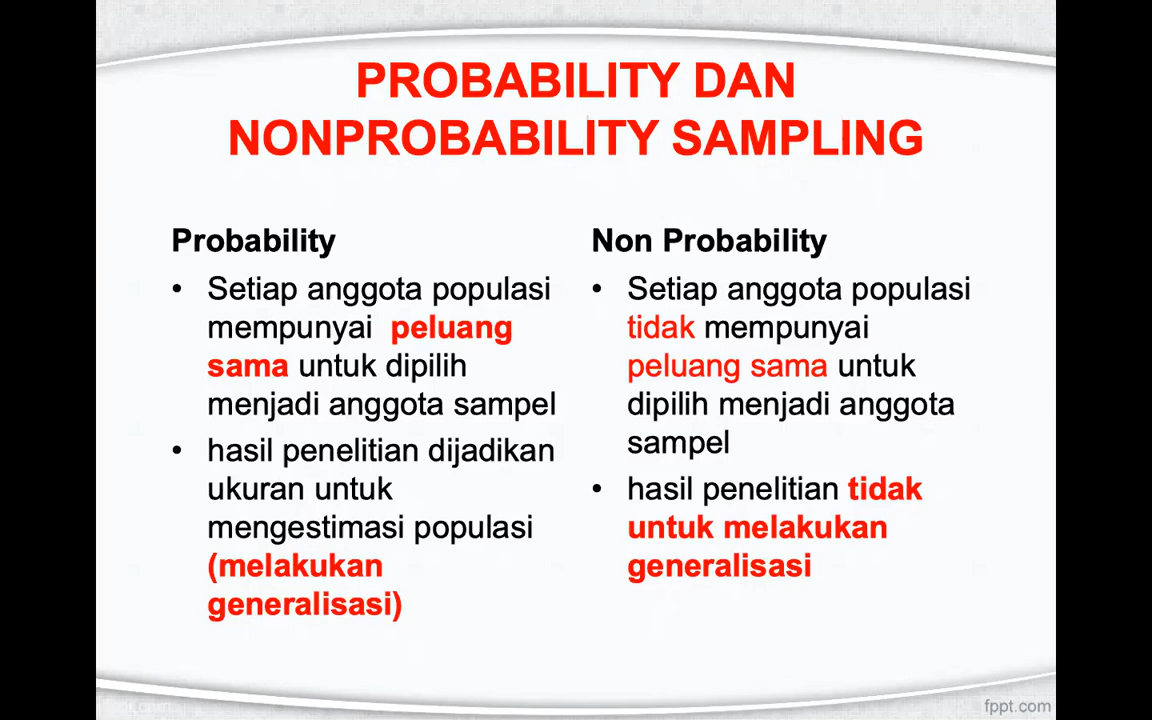 PROBABILITY DAN
NONPROBABILITY SAMPLING
Probability
• Setiap anggota populasi
mempunyai peluang
sama untuk dipilih
menjadi anggota sampel
• hasil penelitian dijadikan
ukuran untuk
mengestimasi populasi
(melakukan
generalisasi)
Non Probability
• Setiap anggota populasi
tidak mempunyai
peluang sama untuk
dipilih menjadi anggota
sampel
• hasil penelitian tidak
untuk melakukan
generalisasi
fppt.com